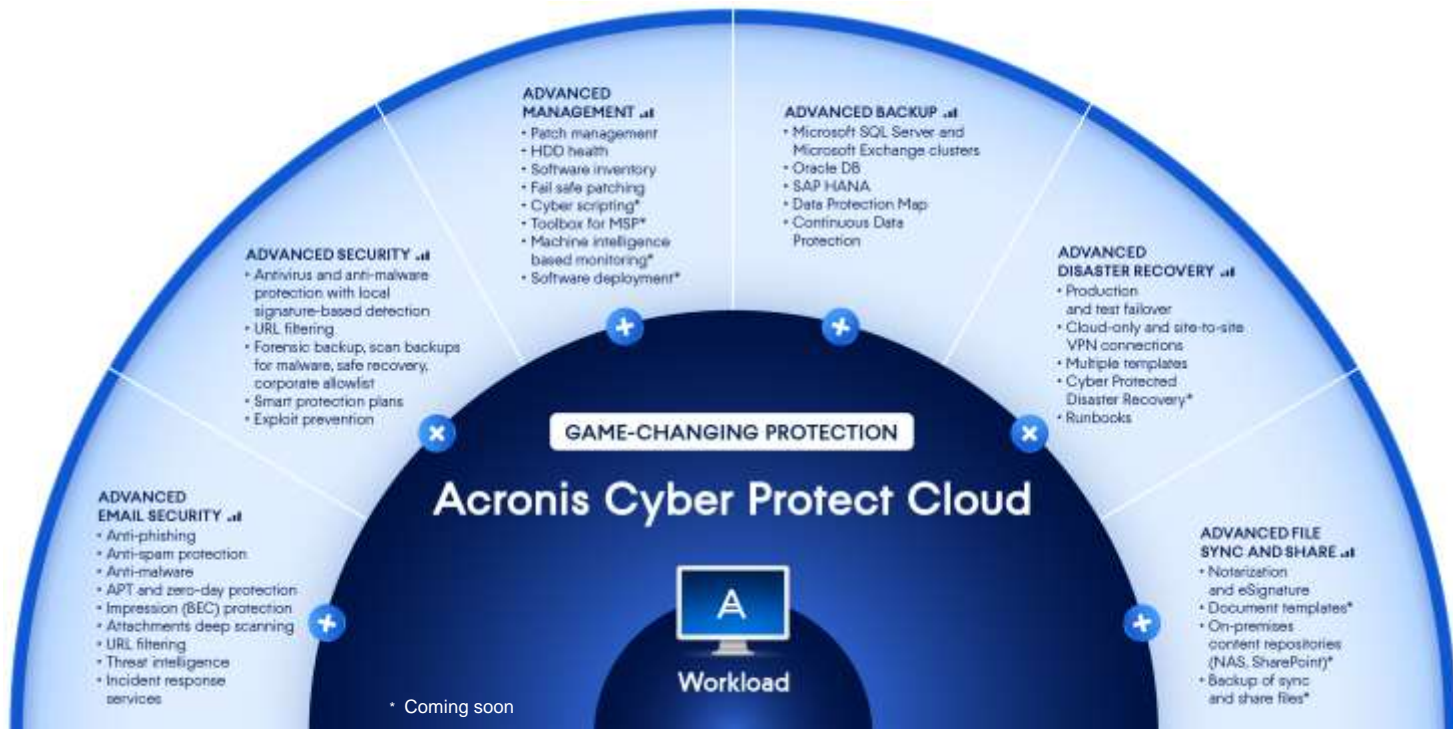 ADVANCED
MANAGEMENT
• Patch management
• HDD health
• Software inventory
• Fail safe patching
• Cyber scripting*
• Toolbox for MSP*
• Machine intelligence
based monitoring*
• Software deployment*
ADVANCED BACKUP
• Microsoft SQL Server and
Microsoft Exchange clusters
• Oracle DB
• SAP HANA
• Data Protection Map
• Continuous Data
Protection
ADVANCED SECURITY
• Antivirus and anti-malware
protection with local
signature-based detection
• URL filtering
• Forensic backup, scan backups
for malware, safe recovery,
corporate allowlist
• Smart protection plans
• Exploit prevention
ADVANCED
DISASTER RECOVERY
• Production
and test failover
• Cloud-only and site-to-site
VPN connections
• Multiple templates
• Cyber Protected
Disaster Recovery*
• Runbooks
GAME-CHANGING PROTECTION
Acronis Cyber Protect Cloud
ADVANCED
EMAIL SECURITY
• Anti-phishing
• Anti-spam protection
• Anti-malware
• APT and zero-day protection
• Impression (BEC) protection
• Attachments deep scanning
• URL filtering
• Threat intelligence
• Incident response
services
ADVANCED FILE
SYNC AND SHARE
• Notarization
and eSignature
• Document templates*
• On-premises
content repositories
(NAS, SharePoint)*
• Backup of sync
and share files*
A
Workload
* Coming soon